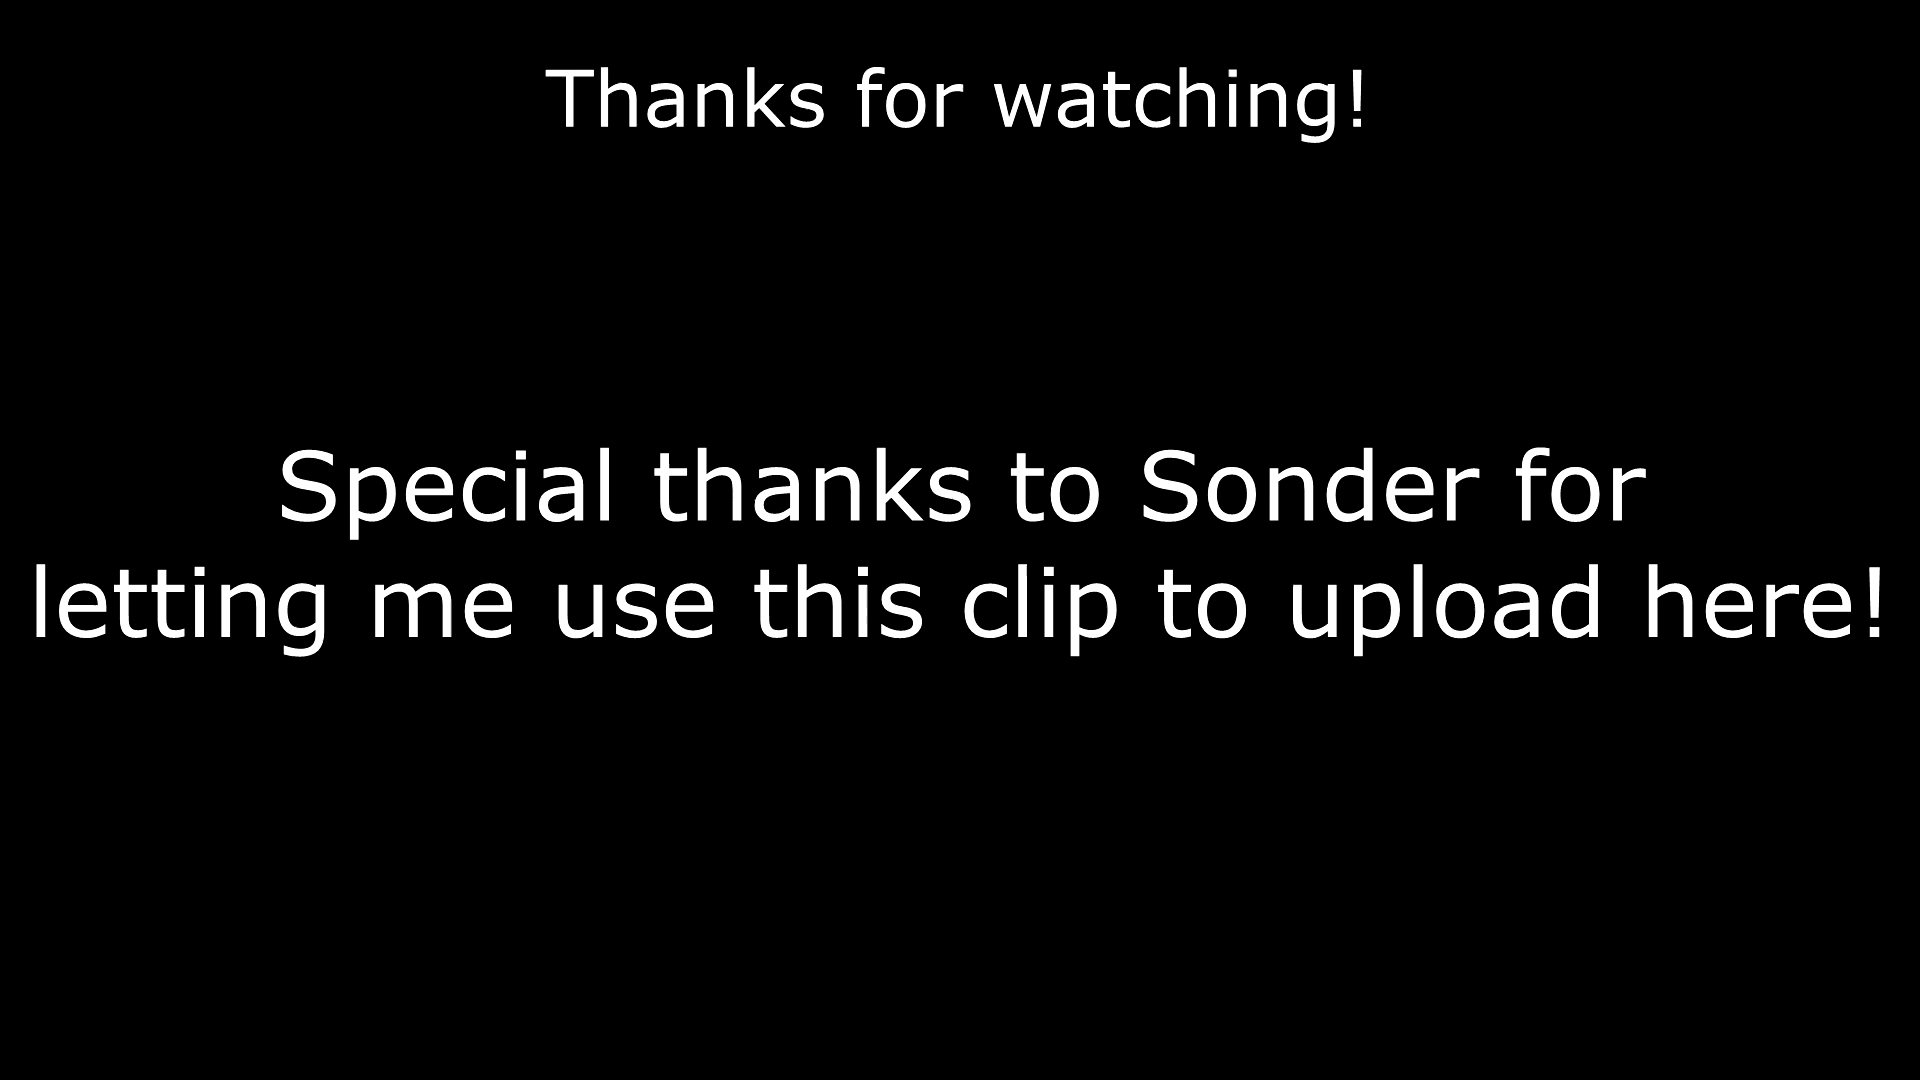 Thanks for watching!
Special thanks to Sonder for
letting me use this clip to upload here!